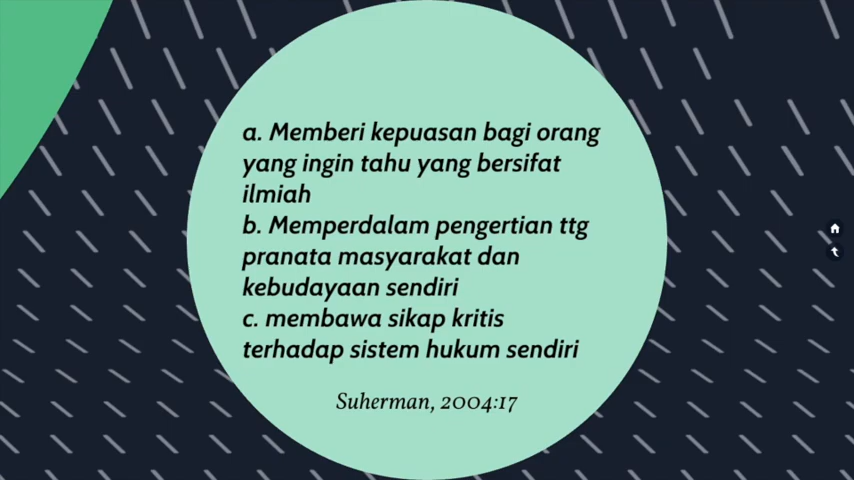 a. Memberi kepuasan bagi orang
yang ingin tahu yang bersifat
ilmiah
b. Memperdalam pengertian ttg
pranata masyarakat dan
kebudayaan sendiri
c. membawa sikap kritis
terhadap sistem hukum sendiri
Suherman, 2004:17